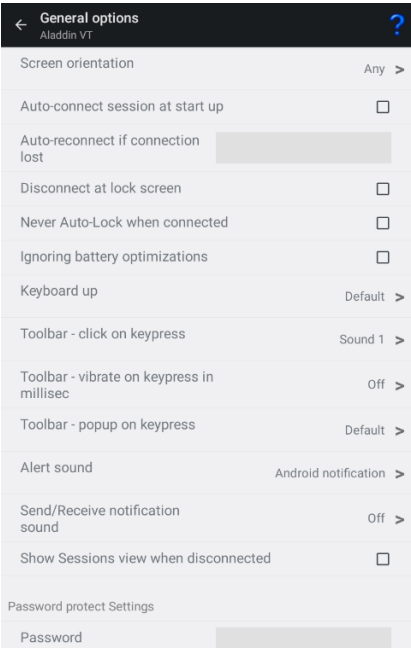 General options
Aladdin VT
?
Screen orientation
Any >
Auto-connect session at start up
Auto-reconnect if connection
lost
Disconnect at lock screen
Never Auto-Lock when connected
Ignoring battery optimizations
Keyboard up
Default >
Toolbar - click on keypress
Sound 1 >
Toolbar - vibrate on keypress in
millisec
Off >
Toolbar - popup on keypress
Default >
Alert sound
Android notification >
Send/Receive notification
sound
Off >
Show Sessions view when disconnected
Password protect Settings
Password